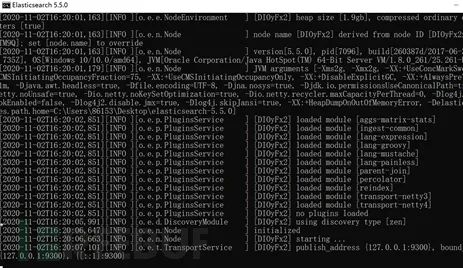 Elasticsearch 5.5.0
[2020-11-02T16:20:01,163][INFO ][o.e.e.NodeEnvironment    ] [DIOyFx2] heap size [1.9gb], compressed ordinary
ters [true]
[2020-11-02T16:20:01,163][INFO ][o.e.n.Node               ] node name [DIOyFx2] derived from node ID [DIOyFx2
]; set [node.name] to override
[2020-11-02T16:20:01,163][INFO ][o.e.n.Node               ] version[5.5.0], pid[7096], build[260387d/2017-06-
], OS[Windows 10/10.0/amd64], JVM[Oracle Corporation/Java HotSpot(TM) 64-Bit Server VM/1.8.0_261/25.261-
[2020-11-02T16:20:01,163][INFO ][o.e.n.Node               ] JVM arguments [-Xms2g, -Xmx2g, -XX:+UseConcMarkSw
CMSInitiatingOccupancyFraction=75, -XX:+UseCMSInitiatingOccupancyOnly, -XX:+DisableExplicitGC, -XX:+AlwaysPre
-Djava.awt.headless=true, -Dfile.encoding=UTF-8, -Djna.nosys=true, -Djdk.io.permissionsUseCanonicalPath=t
etty.noUnsafe=true, -Dio.netty.noKeySetOptimization=true, -Dio.netty.recycler.maxCapacityPerThread=0, -Dlog4j
okEnabled=false, -Dlog4j2.disable.jmx=true, -Dlog4j.skipJansi=true, -XX:+HeapDumpOnOutOfMemoryError, -Delasti
es.path.home=C:\Users\86153\Desktop\elasticsearch-5.5.0]
[2020-11-02T16:20:02,851][INFO ][o.e.p.PluginsService     ] [DIOyFx2] loaded module [aggs-matrix-stats]
[2020-11-02T16:20:02,851][INFO ][o.e.p.PluginsService     ] [DIOyFx2] loaded module [ingest-common]
[2020-11-02T16:20:02,851][INFO ][o.e.p.PluginsService     ] [DIOyFx2] loaded module [lang-expression]
[2020-11-02T16:20:02,851][INFO ][o.e.p.PluginsService     ] [DIOyFx2] loaded module [lang-groovy]
[2020-11-02T16:20:02,851][INFO ][o.e.p.PluginsService     ] [DIOyFx2] loaded module [lang-mustache]
[2020-11-02T16:20:02,851][INFO ][o.e.p.PluginsService     ] [DIOyFx2] loaded module [lang-painless]
[2020-11-02T16:20:02,851][INFO ][o.e.p.PluginsService     ] [DIOyFx2] loaded module [parent-join]
[2020-11-02T16:20:02,851][INFO ][o.e.p.PluginsService     ] [DIOyFx2] loaded module [percolator]
[2020-11-02T16:20:02,851][INFO ][o.e.p.PluginsService     ] [DIOyFx2] loaded module [reindex]
[2020-11-02T16:20:02,851][INFO ][o.e.p.PluginsService     ] [DIOyFx2] loaded module [transport-netty3]
[2020-11-02T16:20:02,851][INFO ][o.e.p.PluginsService     ] [DIOyFx2] loaded module [transport-netty4]
[2020-11-02T16:20:02,851][INFO ][o.e.p.PluginsService     ] [DIOyFx2] no plugins loaded
[2020-11-02T16:20:05,991][INFO ][o.e.d.DiscoveryModule    ] [DIOyFx2] using discovery type [zen]
[2020-11-02T16:20:06,647][INFO ][o.e.n.Node               ] initialized
[2020-11-02T16:20:06,663][INFO ][o.e.n.Node               ] [DIOyFx2] starting ...
[2020-11-02T16:20:07,101][INFO ][o.e.t.TransportService   ] [DIOyFx2] publish_address {127.0.0.1:9300}, bound_
{127.0.0.1:9300}, {[::1]:9300}